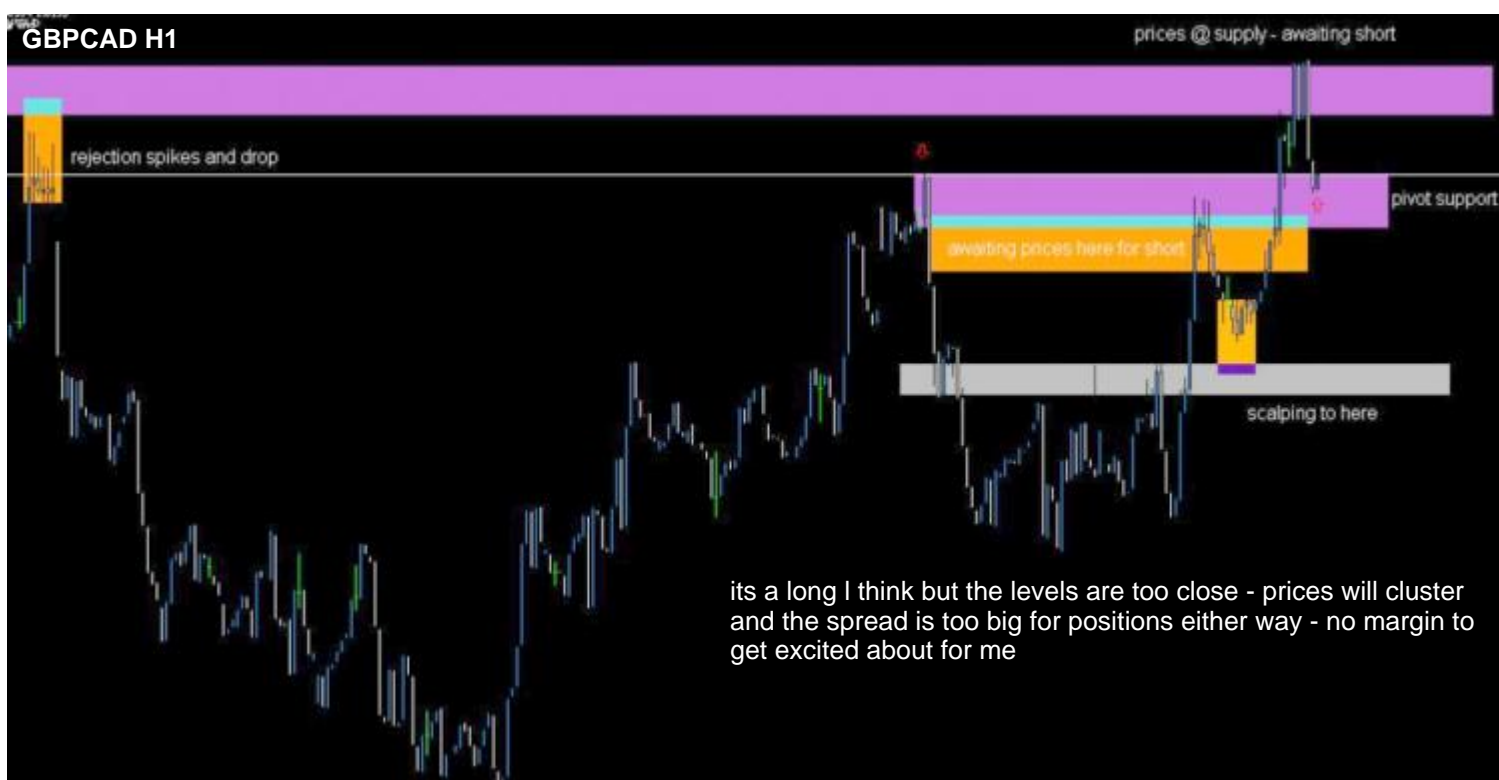 GBPCAD H1
prices @ supply - awaiting short
rejection spikes and drop
pivot support
awaiting prices here for short
scalping to here
its a long I think but the levels are too close - prices will cluster
and the spread is too big for positions either way - no margin to
get excited about for me